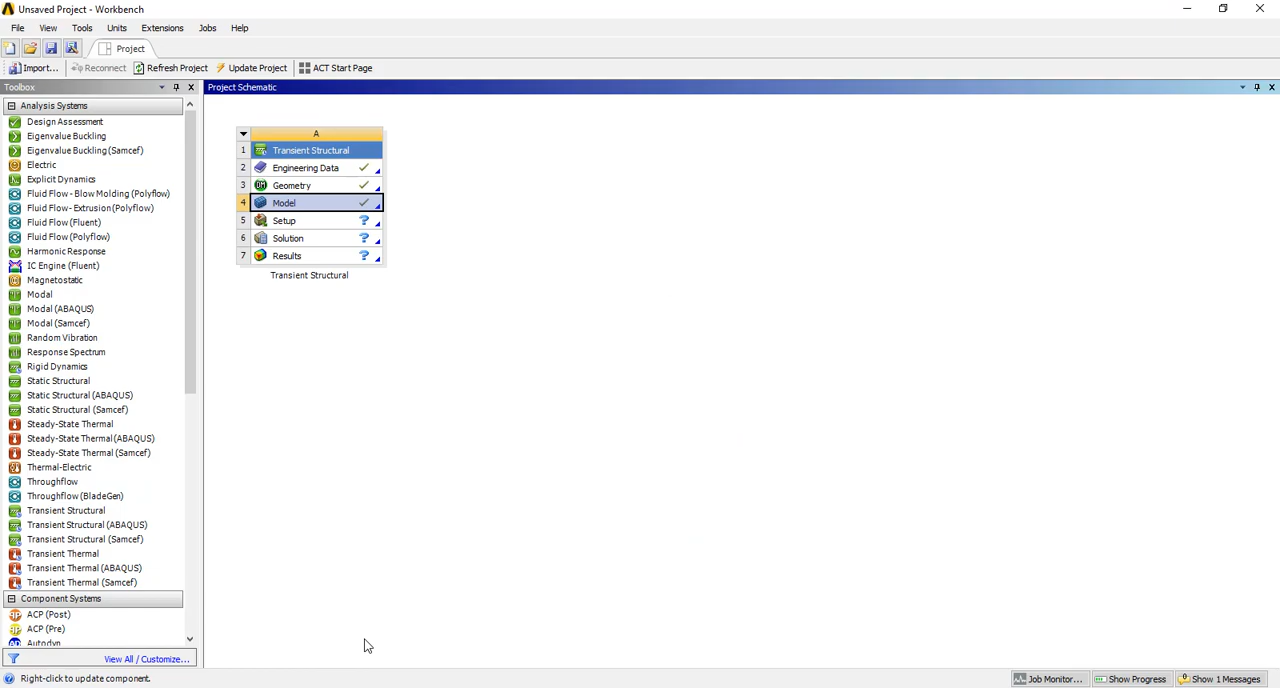 Unsaved Project - Workbench
File View Tools Units Extensions Jobs Help
Project
Import... Reconnect Refresh Project Update Project ACT Start Page
Toolbox
Analysis Systems
Design Assessment
Eigenvalue Buckling
Eigenvalue Buckling (Samcef)
Electric
Explicit Dynamics
Fluid Flow - Blow Molding (Polyflow)
Fluid Flow - Extrusion (Polyflow)
Fluid Flow (Fluent)
Fluid Flow (Polyflow)
Harmonic Response
IC Engine (Fluent)
Magnetostatic
Modal
Modal (ABAQUS)
Modal (Samcef)
Random Vibration
Response Spectrum
Rigid Dynamics
Static Structural
Static Structural (ABAQUS)
Static Structural (Samcef)
Steady-State Thermal
Steady-State Thermal (ABAQUS)
Steady-State Thermal (Samcef)
Thermal-Electric
Throughflow
Throughflow (BladeGen)
Transient Structural
Transient Structural (ABAQUS)
Transient Structural (Samcef)
Transient Thermal
Transient Thermal (ABAQUS)
Transient Thermal (Samcef)
Component Systems
ACP (Post)
ACP (Pre)
Autodyn
View All / Customize...
Project Schematic
A
1 Transient Structural
2 Engineering Data
3 Geometry
4 Model
5 Setup ?
6 Solution ?
7 Results ?
Transient Structural
Right-click to update component.
Job Monitor... Show Progress Show 1 Messages